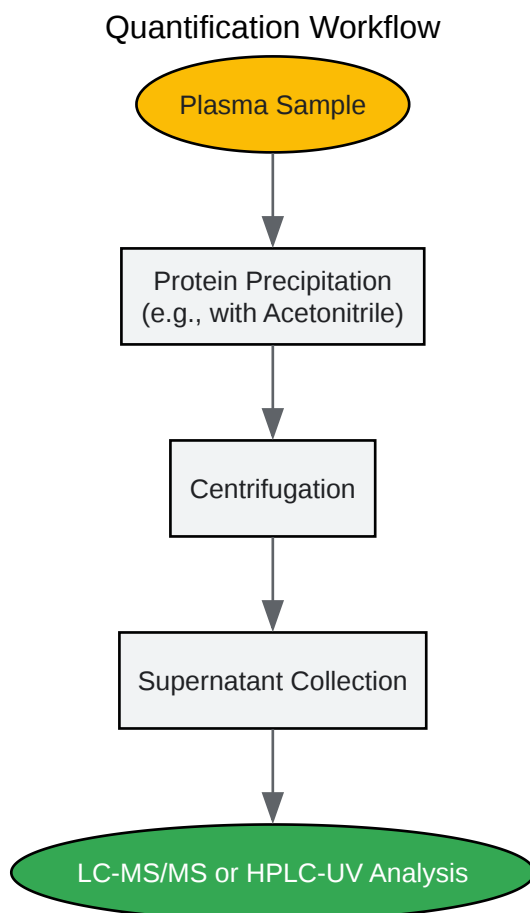 Quantification Workflow
Plasma Sample
Protein Precipitation
(e.g., with Acetonitrile)
Centrifugation
Supernatant Collection
LC-MS/MS or HPLC-UV Analysis